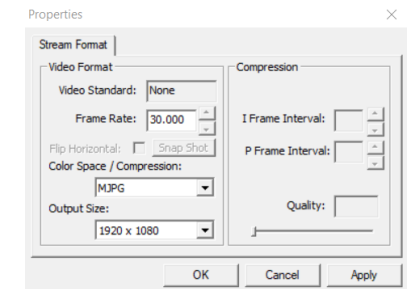 Properties
Stream Format
Video Format
Video Standard: None
Frame Rate: 30.000
Flip Horizontal: Snap Shot
Color Space / Compression:
MJPG
Output Size:
1920 x 1080
Compression
I Frame Interval:
P Frame Interval:
Quality:
OK Cancel Apply